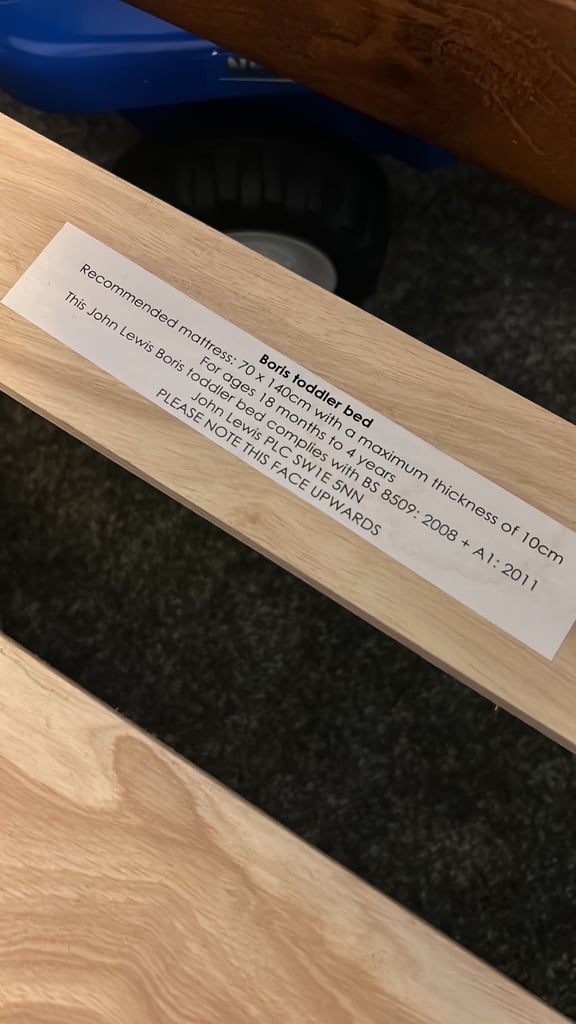 Boris toddler bed
Recommended mattress: 70 x 140cm with a maximum thickness of 10cm
For ages 18 months to 4 years
This John Lewis Boris toddler bed complies with BS 8509: 2008 + A1: 2011
John Lewis PLC SW1E 5NN
PLEASE NOTE THIS FACE UPWARDS